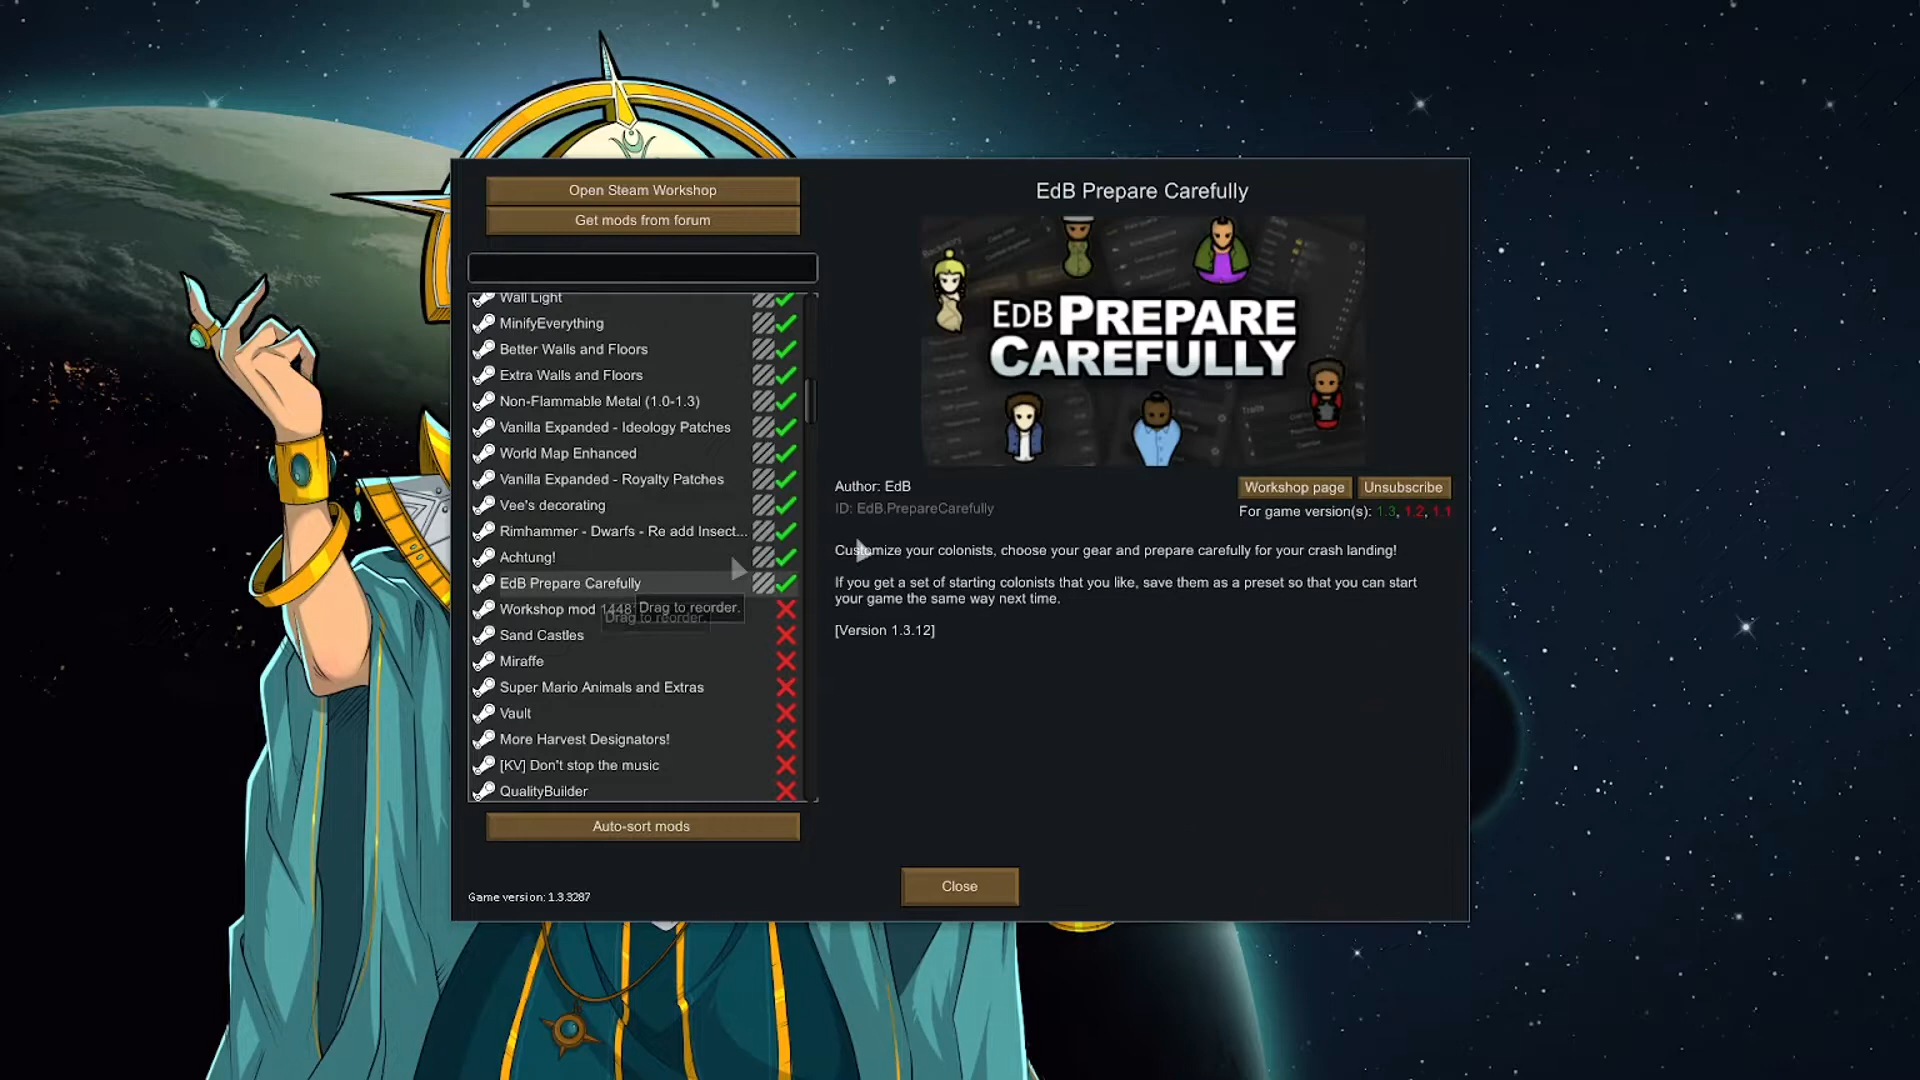 Open Steam Workshop
Get mods from forum
Wall Light
MinifyEverything
Better Walls and Floors
Extra Walls and Floors
Non-Flammable Metal (1.0-1.3)
Vanilla Expanded - Ideology Patches
World Map Enhanced
Vanilla Expanded - Royalty Patches
Vee's decorating
Rimhammer - Dwarfs - Re add Insect...
Achtung!
EdB Prepare Carefully
Workshop mod 1448
Drag to reorder.
Drag to reorder.
Sand Castles
Miraffe
Super Mario Animals and Extras
Vault
More Harvest Designators!
[KV] Don't stop the music
QualityBuilder
Auto-sort mods
Game version: 1.3.3287
EdB Prepare Carefully
EDB PREPARE
CAREFULLY
Author: EdB
Workshop page
Unsubscribe
ID: EdB.PrepareCarefully
For game version(s): 1.3, 1.2, 1.1
Customize your colonists, choose your gear and prepare carefully for your crash landing!
If you get a set of starting colonists that you like, save them as a preset so that you can start
your game the same way next time.
[Version 1.3.12]
Close